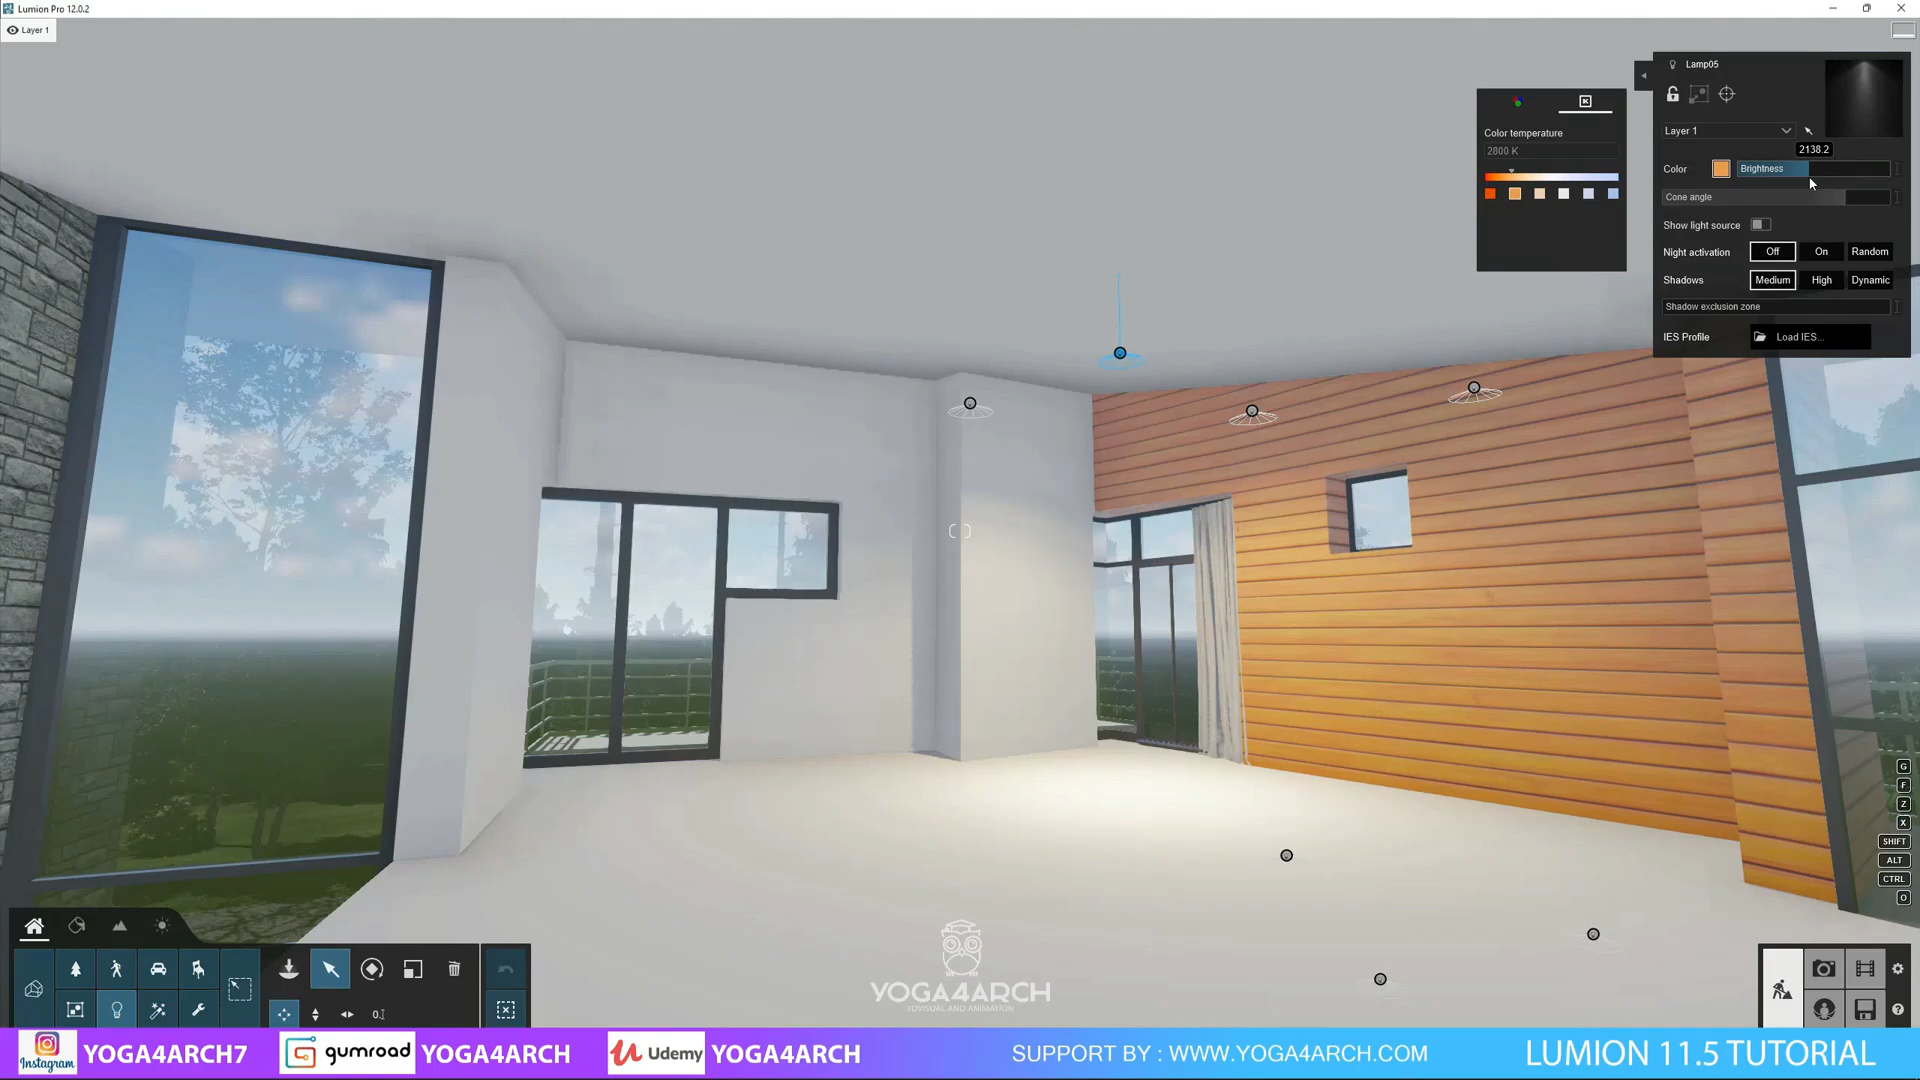 Lumion Pro 12.0.2
Layer 1
Lamp05
Layer 1
2138.2
Color
Brightness
Cone angle
Show light source
Night activation
Off
On
Random
Shadows
Medium
High
Dynamic
Shadow exclusion zone
IES Profile
Load IES...
K
Color temperature
2800 K
G
F
Z
X
SHIFT
ALT
CTRL
O
YOGA4ARCH
3DVISUAL AND ANIMATION
Instagram
YOGA4ARCH7
gumroad
YOGA4ARCH
Udemy
YOGA4ARCH
SUPPORT BY : WWW.YOGA4ARCH.COM
LUMION 11.5 TUTORIAL